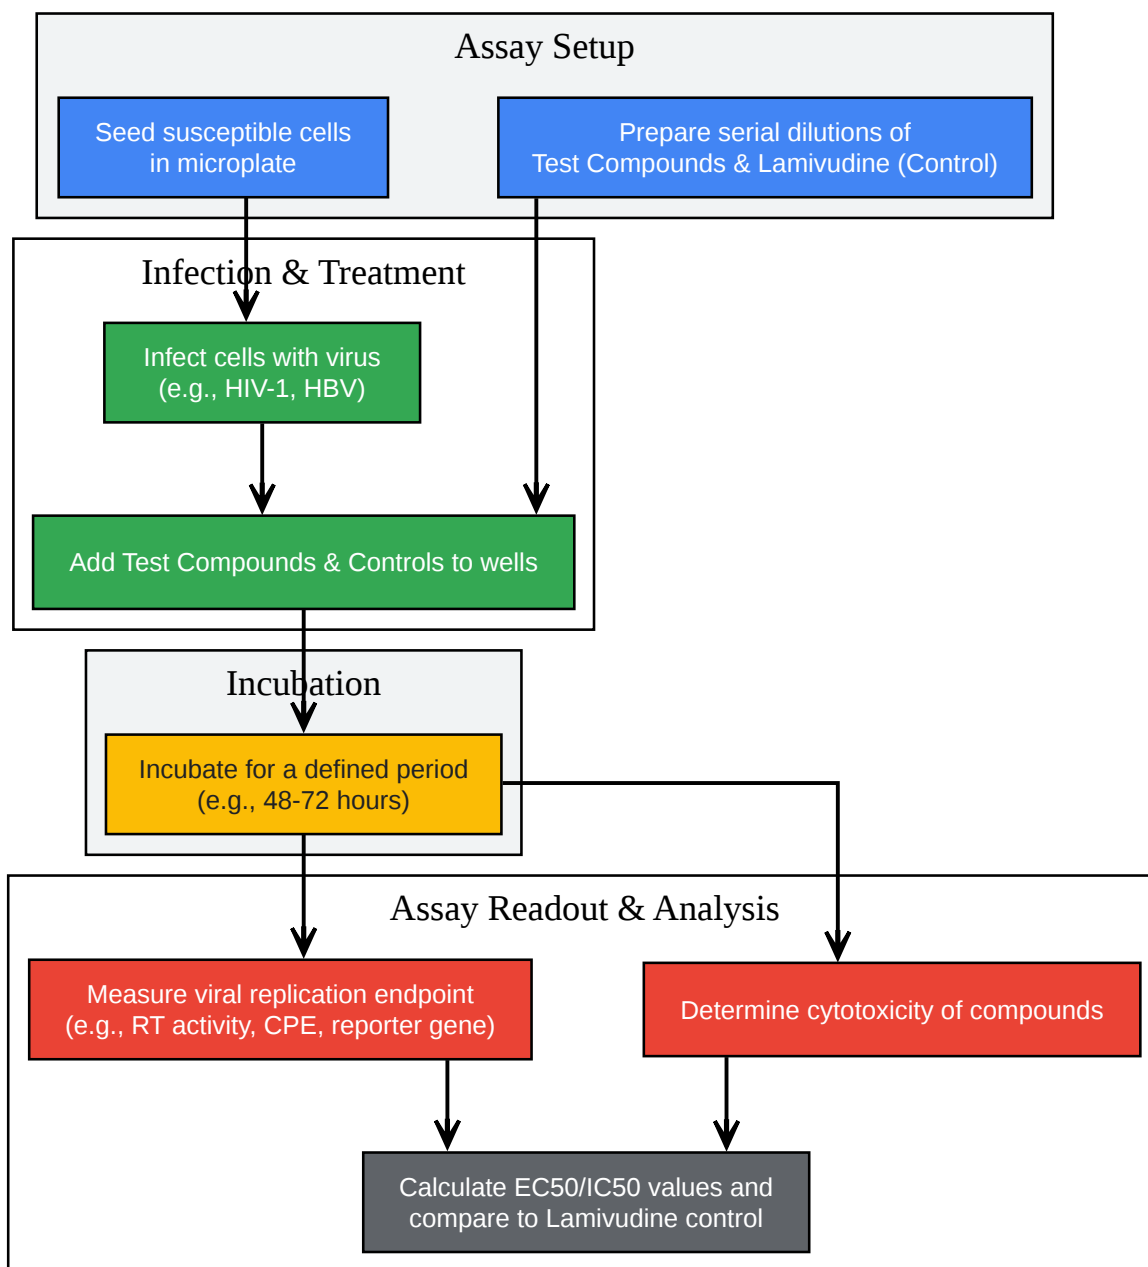 Assay Setup
Seed susceptible cells
in microplate
Prepare serial dilutions of
Test Compounds & Lamivudine (Control)
Infection & Treatment
Infect cells with virus
(e.g., HIV-1, HBV)
Add Test Compounds & Controls to wells
Incubation
Incubate for a defined period
(e.g., 48-72 hours)
Assay Readout & Analysis
Measure viral replication endpoint
(e.g., RT activity, CPE, reporter gene)
Determine cytotoxicity of compounds
Calculate EC50/IC50 values and
compare to Lamivudine control